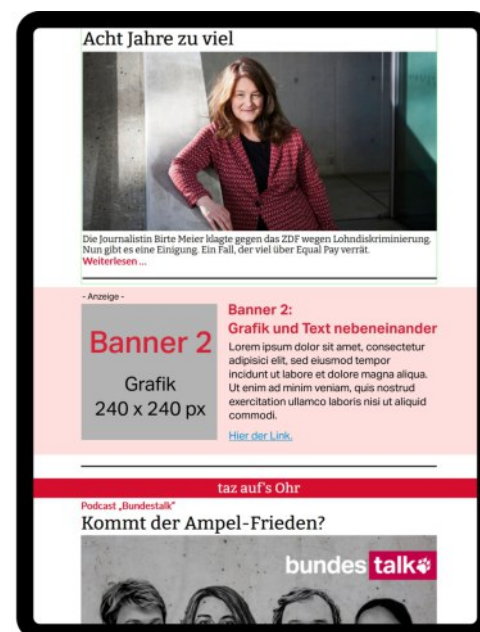 Acht Jahre zu viel
Die Journalistin Birte Meier klagte gegen das ZDF wegen Lohndiskriminierung.
Nun gibt es eine Einigung. Ein Fall, der viel über Equal Pay verrät.
Weiterlesen ...
- Anzeige -
Banner 2
Grafik
240 x 240 px
Banner 2:
Grafik und Text nebeneinander
Lorem ipsum dolor sit amet, consectetur
adipisici elit, sed eiusmod tempor
incidunt ut labore et dolore magna aliqua.
Ut enim ad minim veniam, quis nostrud
exercitation ullamco laboris nisi ut aliquid
commodi.
Hier der Link.
taz auf's Ohr
Podcast „Bundestalk"
Kommt der Ampel-Frieden?
bundes talk